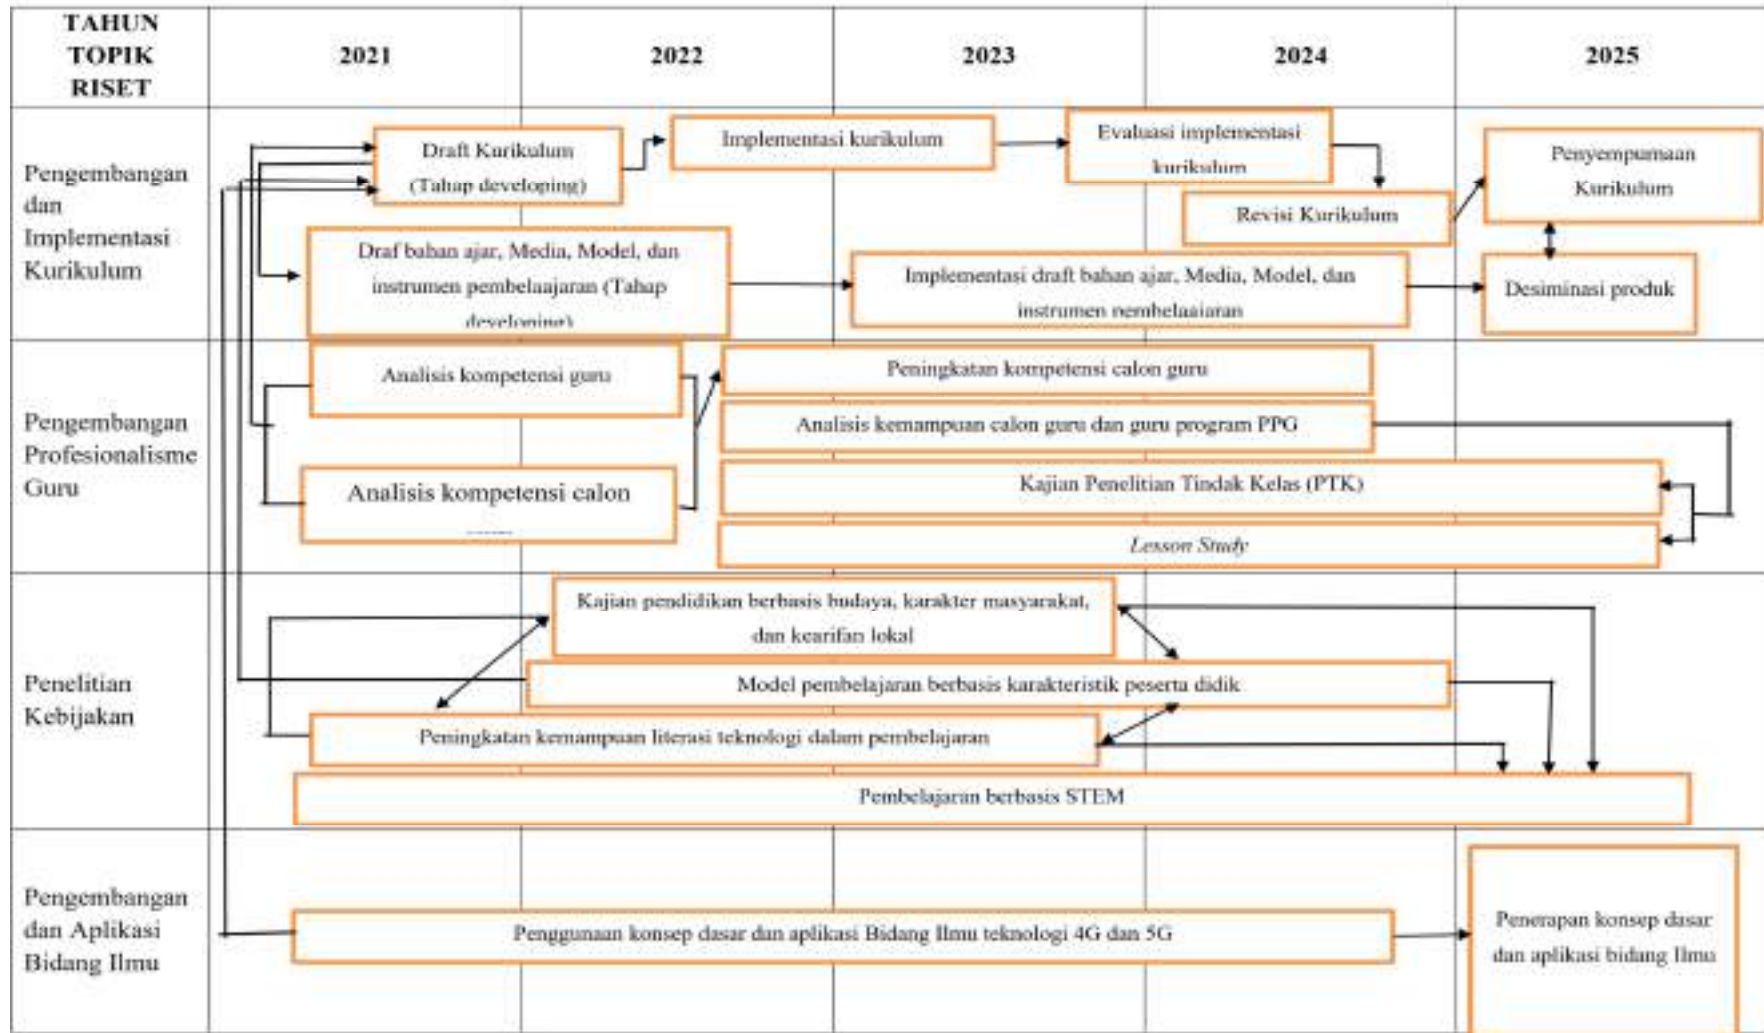 TAHUN
TOPIK
RISET
2021
2022
2023
2024
2025
Pengembangan
dan
Implementasi
Kurikulum
Draft Kurikulum
(Tahap developing)
Implementasi kurikulum
Evaluasi implementasi
kurikulum
Revisi Kurikulum
Penyempurnaan
Kurikulum
Draf bahan ajar, Media, Model, dan
instrumen pembelaajaran (Tahap
developing)
Implementasi draft bahan ajar, Media, Model, dan
instrumen pembelaajaran
Desiminasi produk
Pengembangan
Profesionalisme
Guru
Analisis kompetensi guru
Analisis kompetensi calon
Peningkatan kompetensi calon guru
Analisis kemampuan calon guru dan guru program PPG
Kajian Penelitian Tindak Kelas (PTK)
Lesson Study
Penelitian
Kebijakan
Kajian pendidikan berbasis budaya, karakter masyarakat,
dan kearifan lokal
Model pembelajaran berbasis karakteristik peserta didik
Peningkatan kemampuan literasi teknologi dalam pembelajaran
Pembelajaran berbasis STEM
Pengembangan
dan Aplikasi
Bidang Ilmu
Penggunaan konsep dasar dan aplikasi Bidang Ilmu teknologi 4G dan 5G
Penerapan konsep dasar
dan aplikasi bidang Ilmu